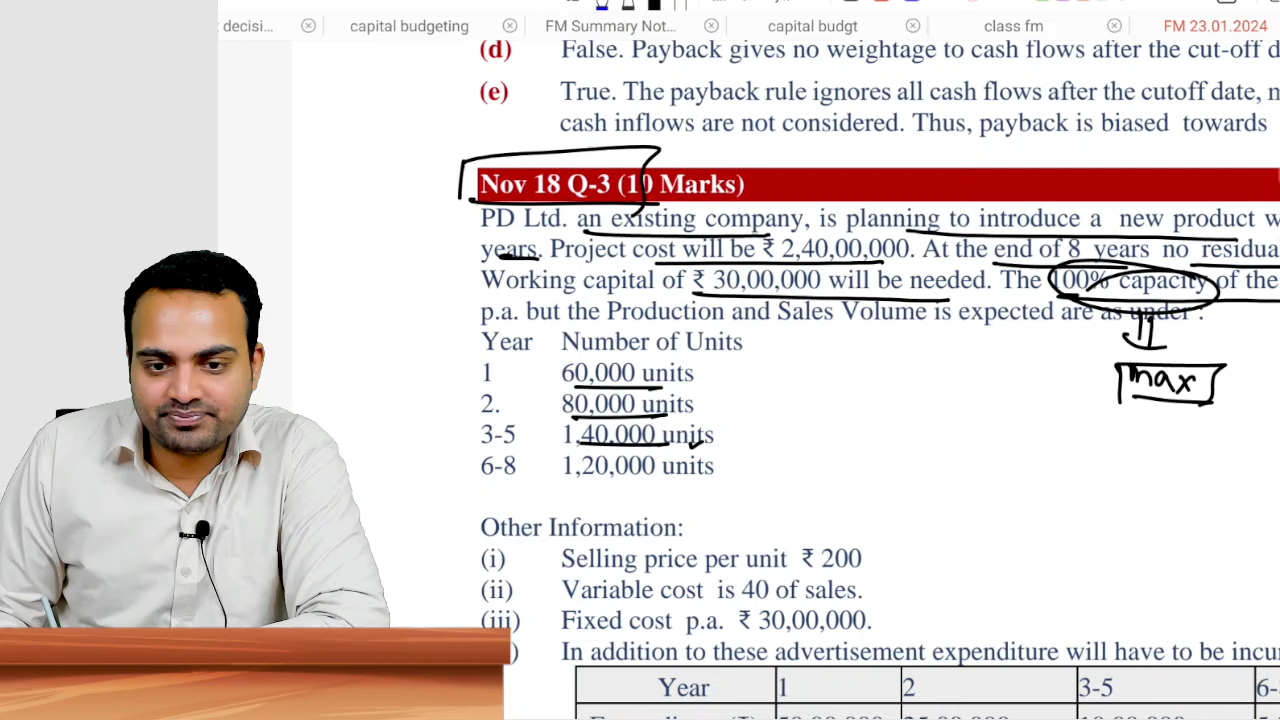 decisi...
capital budgeting
FM Summary Not...
capital budgt
class fm
FM 23.01.2024
(d) False. Payback gives no weightage to cash flows after the cut-off d
(e) True. The payback rule ignores all cash flows after the cutoff date,
cash inflows are not considered. Thus, payback is biased towards
Nov 18 Q-3 (10 Marks)
PD Ltd. an existing company, is planning to introduce a new product
years. Project cost will be ₹ 2,40,00,000. At the end of 8 years no residua
Working capital of ₹ 30,00,000 will be needed. The 100% capacity of the
p.a. but the Production and Sales Volume is expected are as under :
Year Number of Units
1 60,000 units
2. 80,000 units
3-5 1,40,000 units
6-8 1,20,000 units
max
Other Information:
(i) Selling price per unit ₹ 200
(ii) Variable cost is 40 of sales.
(iii) Fixed cost p.a. ₹ 30,00,000.
) In addition to these advertisement expenditure will have to be incu
Year 1 2 3-5 6-